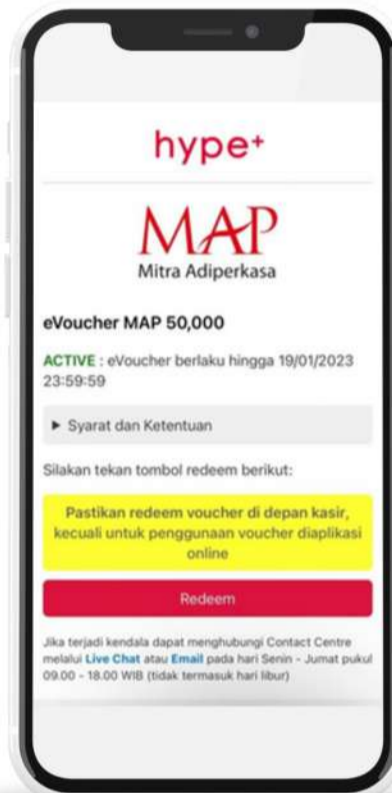 hype+
MAP
Mitra Adiperkasa
eVoucher MAP 50,000
ACTIVE : eVoucher berlaku hingga 19/01/2023
23:59:59
▶ Syarat dan Ketentuan
Silakan tekan tombol redeem berikut:
Pastikan redeem voucher di depan kasir,
kecuali untuk penggunaan voucher diaplikasi
online
Redeem
Jika terjadi kendala dapat menghubungi Contact Centre
melalui Live Chat atau Email pada hari Senin - Jumat pukul
09.00 - 18.00 WIB (tidak termasuk hari libur)